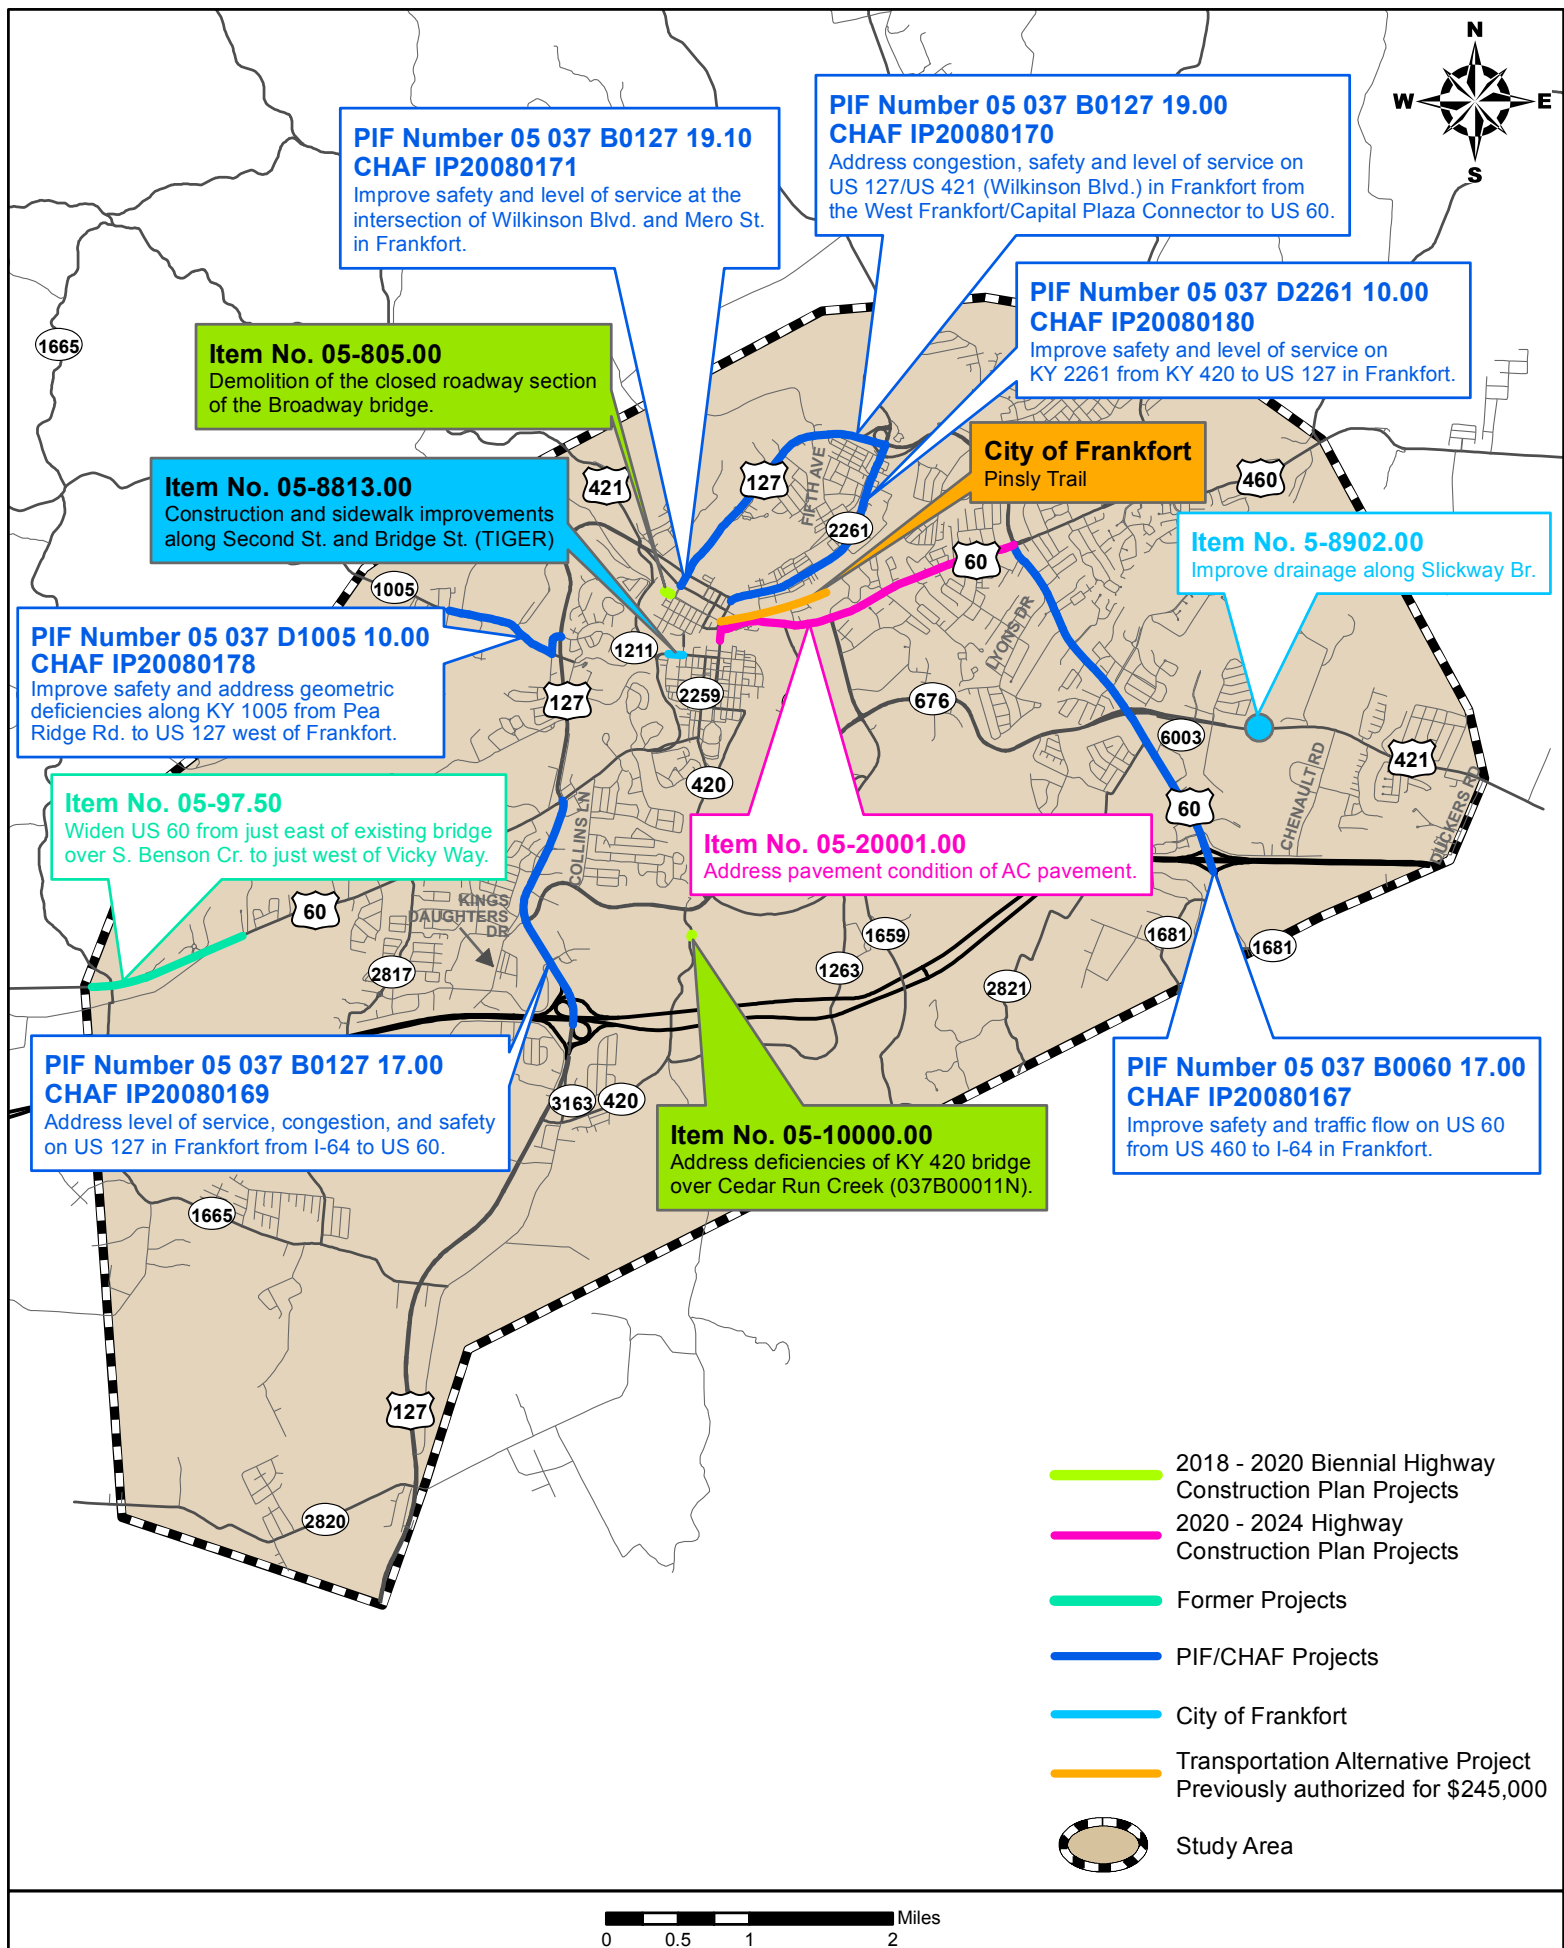 N
W
E
S
PIF Number 05 037 B0127 19.10
CHAF IP20080171
Improve safety and level of service at the
intersection of Wilkinson Blvd. and Mero St.
in Frankfort.
PIF Number 05 037 B0127 19.00
CHAF IP20080170
Address congestion, safety and level of service on
US 127/US 421 (Wilkinson Blvd.) in Frankfort from
the West Frankfort/Capital Plaza Connector to US 60.
PIF Number 05 037 D2261 10.00
CHAF IP20080180
Improve safety and level of service on
KY 2261 from KY 420 to US 127 in Frankfort.
1665
Item No. 05-805.00
Demolition of the closed roadway section
of the Broadway bridge.
City of Frankfort
Pinsly Trail
Item No. 05-8813.00
Construction and sidewalk improvements
along Second St. and Bridge St. (TIGER)
421
127
FIFTH AVE
2261
460
60
Item No. 5-8902.00
Improve drainage along Slickway Br.
1005
PIF Number 05 037 D1005 10.00
CHAF IP20080178
Improve safety and address geometric
deficiencies along KY 1005 from Pea
Ridge Rd. to US 127 west of Frankfort.
1211
2259
127
LYONS DR
676
6003
421
420
CHENAULT RD
DUCKERS RD
60
Item No. 05-97.50
Widen US 60 from just east of existing bridge
over S. Benson Cr. to just west of Vicky Way.
COLLINS LN
Item No. 05-20001.00
Address pavement condition of AC pavement.
60
KINGS
DAUGHTERS
DR
2817
1659
1263
2821
1681
1681
PIF Number 05 037 B0127 17.00
CHAF IP20080169
Address level of service, congestion, and safety
on US 127 in Frankfort from I-64 to US 60.
3163
420
Item No. 05-10000.00
Address deficiencies of KY 420 bridge
over Cedar Run Creek (037B00011N).
PIF Number 05 037 B0060 17.00
CHAF IP20080167
Improve safety and traffic flow on US 60
from US 460 to I-64 in Frankfort.
1665
127
2820
2018 - 2020 Biennial Highway
Construction Plan Projects
2020 - 2024 Highway
Construction Plan Projects
Former Projects
PIF/CHAF Projects
City of Frankfort
Transportation Alternative Project
Previously authorized for $245,000
Study Area
Miles
0 0.5 1 2